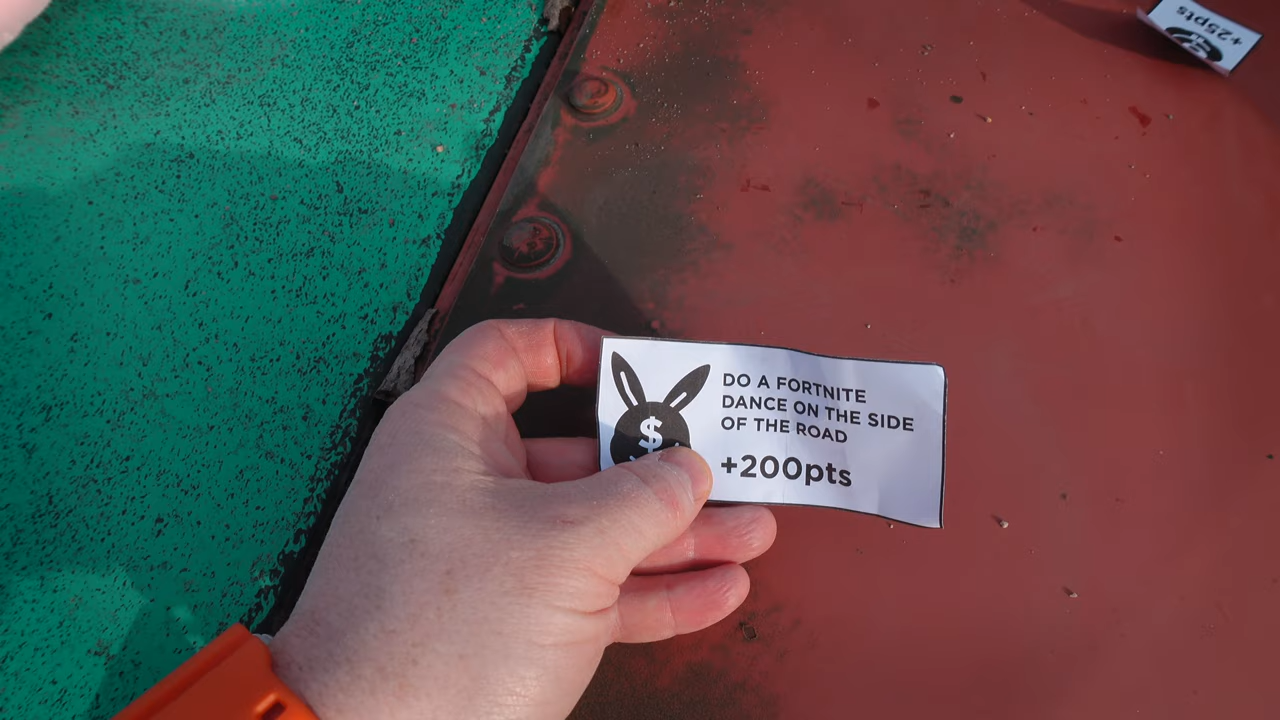 +25pts
$
DO A FORTNITE
DANCE ON THE SIDE
OF THE ROAD
$
+200pts